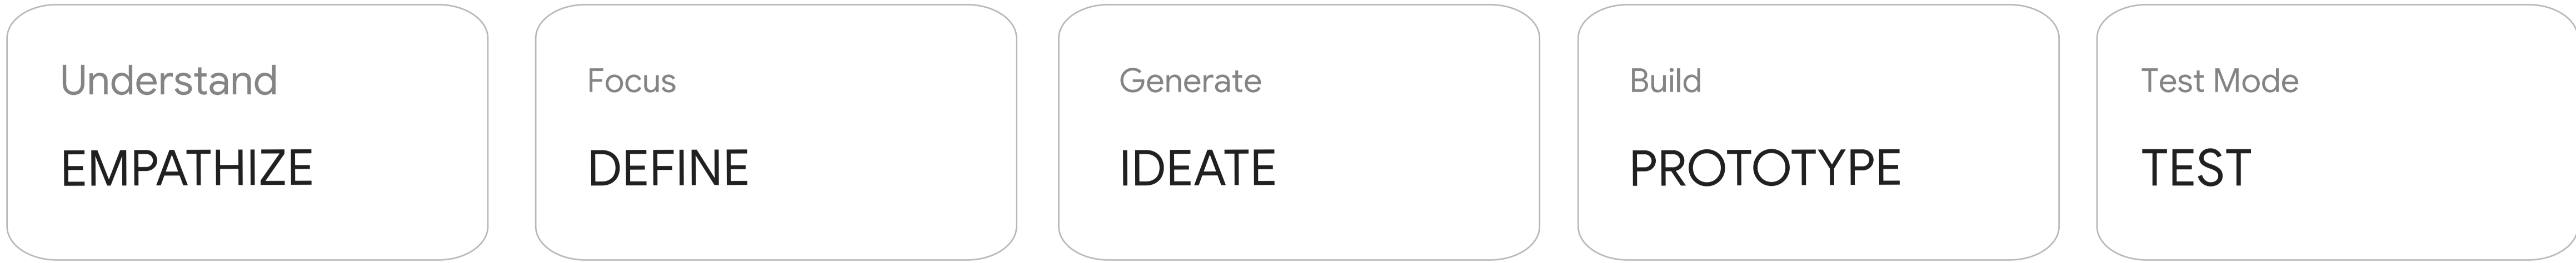 Understand
EMPATHIZE
Focus
DEFINE
Generate
IDEATE
Build
PROTOTYPE
Test Mode
TEST